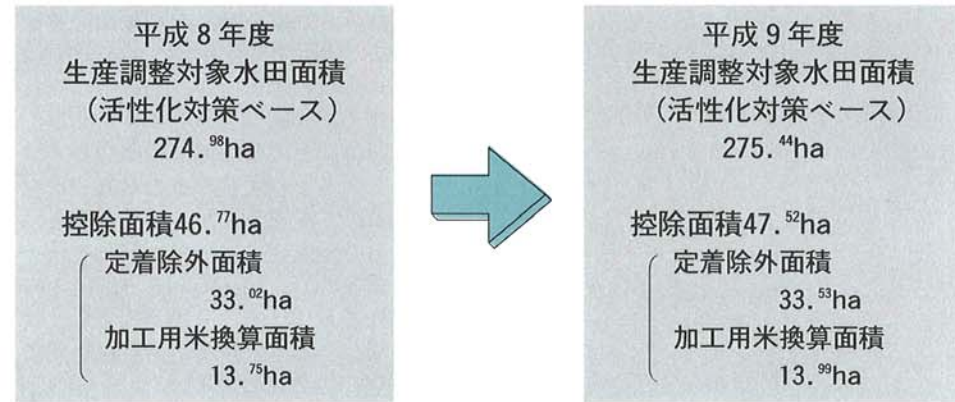 平成8年度
生産調整対象水田面積
(活性化対策ベース)
274.98ha
控除面積46.77ha
定着除外面積
33.02ha
加工用米換算面積
13.75ha
平成9年度
生産調整対象水田面積
(活性化対策ベース)
275.44ha
控除面積47.52ha
定着除外面積
33.53ha
加工用米換算面積
13.99ha